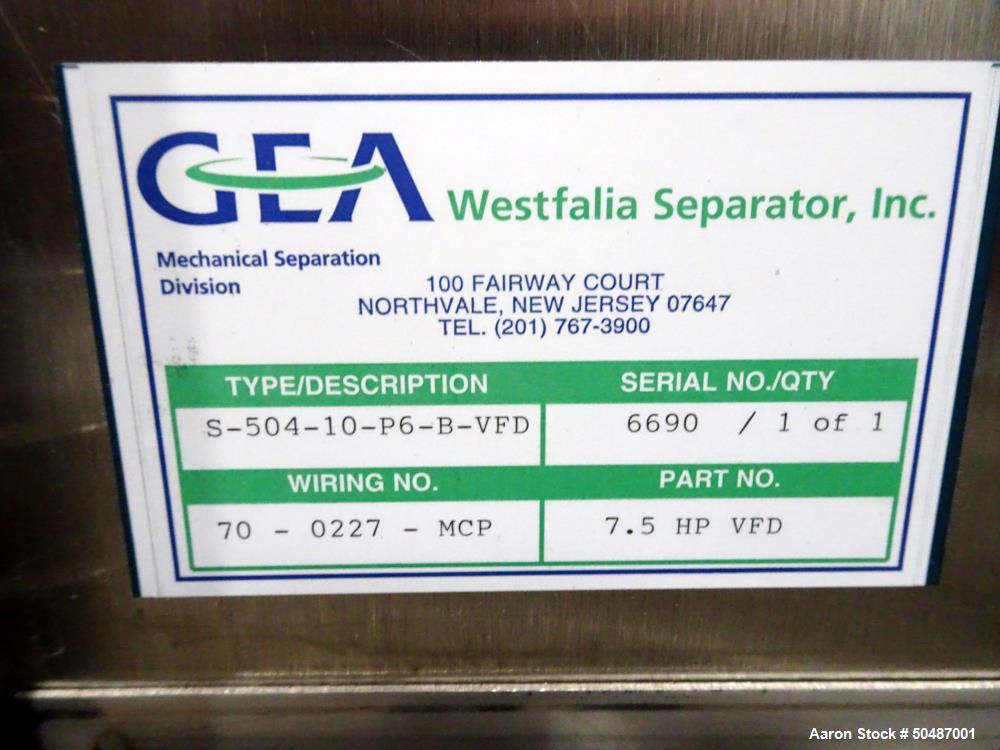 GEA Westfalia Separator, Inc.
Mechanical Separation
Division
100 FAIRWAY COURT
NORTHVALE, NEW JERSEY 07647
TEL. (201) 767-3900
TYPE/DESCRIPTION SERIAL NO./QTY
S-504-10-P6-B-VFD 6690 / 1 of 1
WIRING NO. PART NO.
70 - 0227 - MCP 7.5 HP VFD
Aaron Stock # 50487001